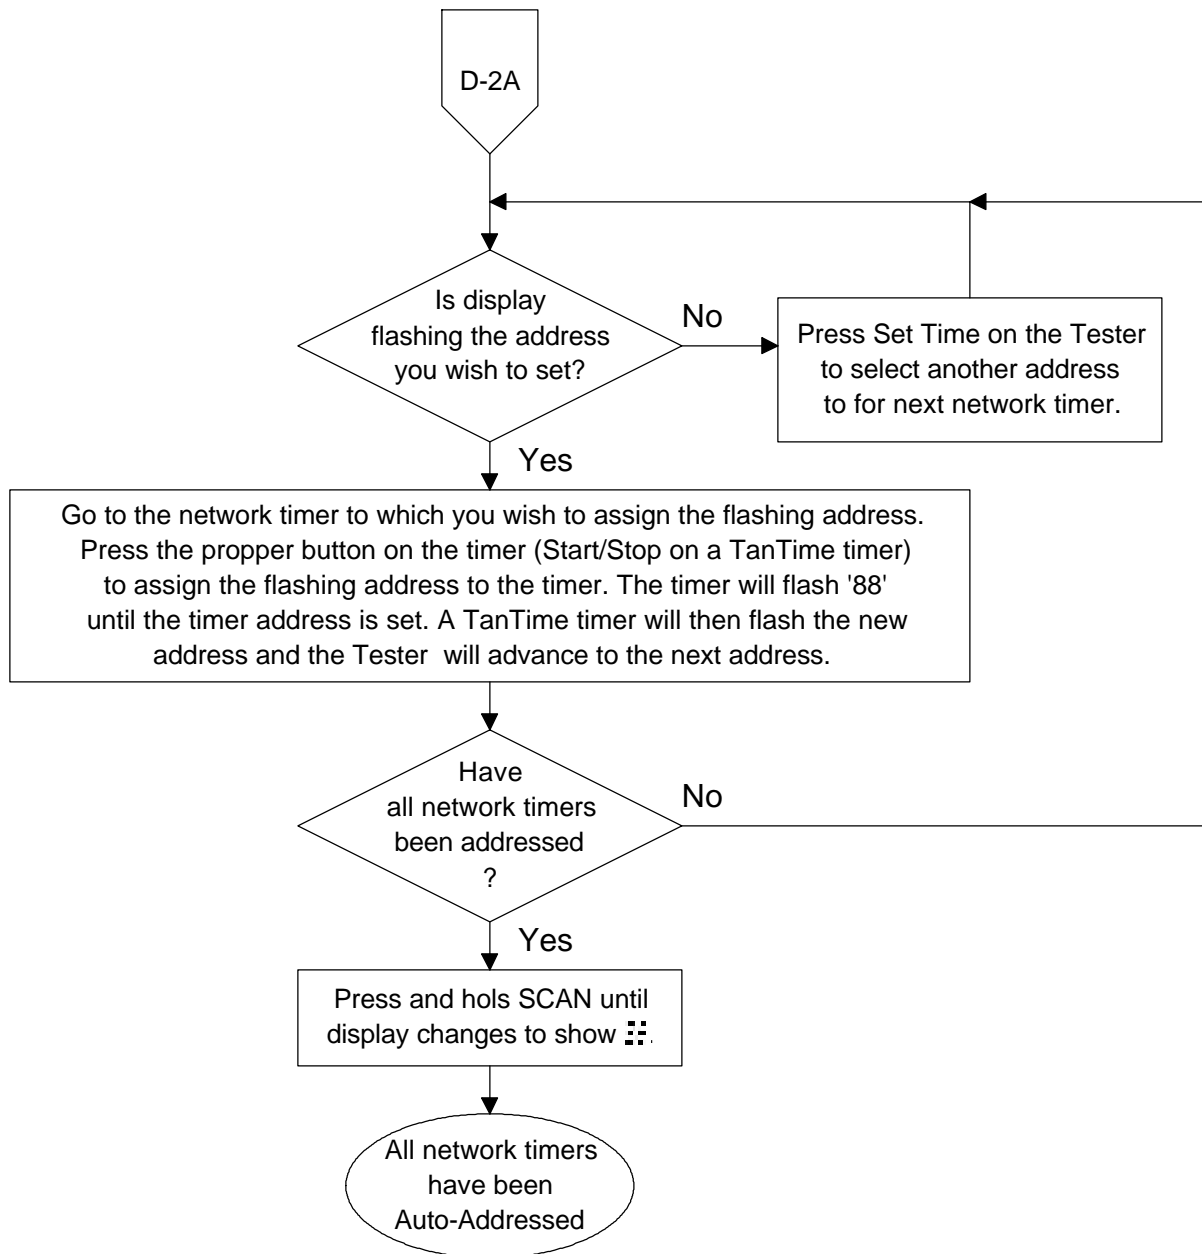 D-2A
Is display
flashing the address
you wish to set?
No
Press Set Time on the Tester
to select another address
to for next network timer.
Yes
Go to the network timer to which you wish to assign the flashing address.
Press the propper button on the timer (Start/Stop on a TanTime timer)
to assign the flashing address to the timer. The timer will flash '88'
until the timer address is set. A TanTime timer will then flash the new
address and the Tester will advance to the next address.
Have
all network timers
been addressed
?
No
Yes
Press and hols SCAN until
display changes to show .
All network timers
have been
Auto-Addressed